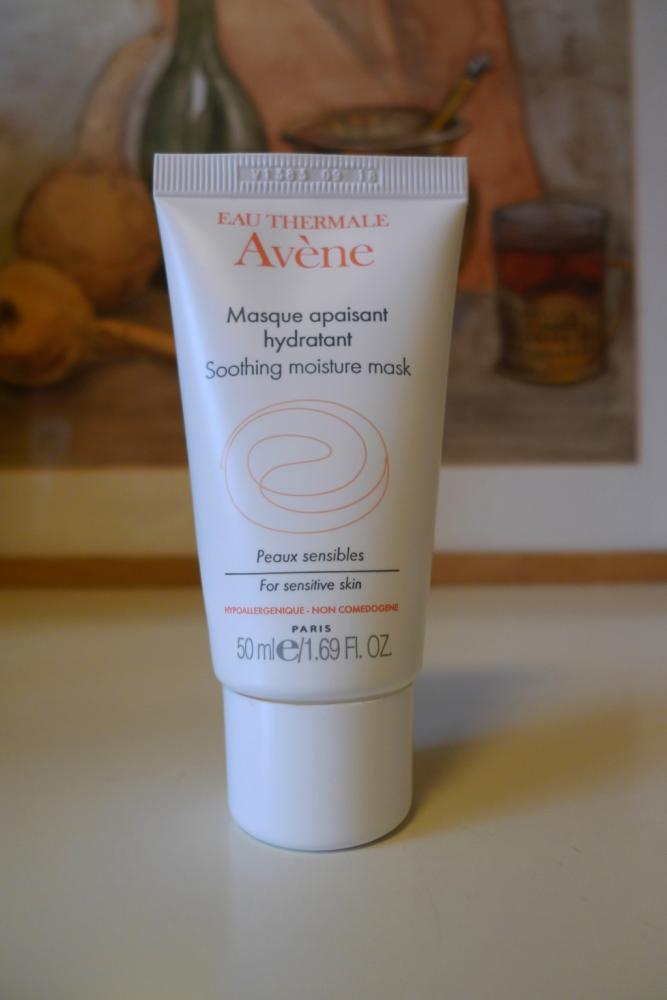 EAU THERMALE
Avène
Masque apaisant
hydratant
Soothing moisture mask
Peaux sensibles
For sensitive skin
HYPOALLERGENIQUE - NON COMEDOGENE
PARIS
50 ml e/1.69 Fl. OZ.